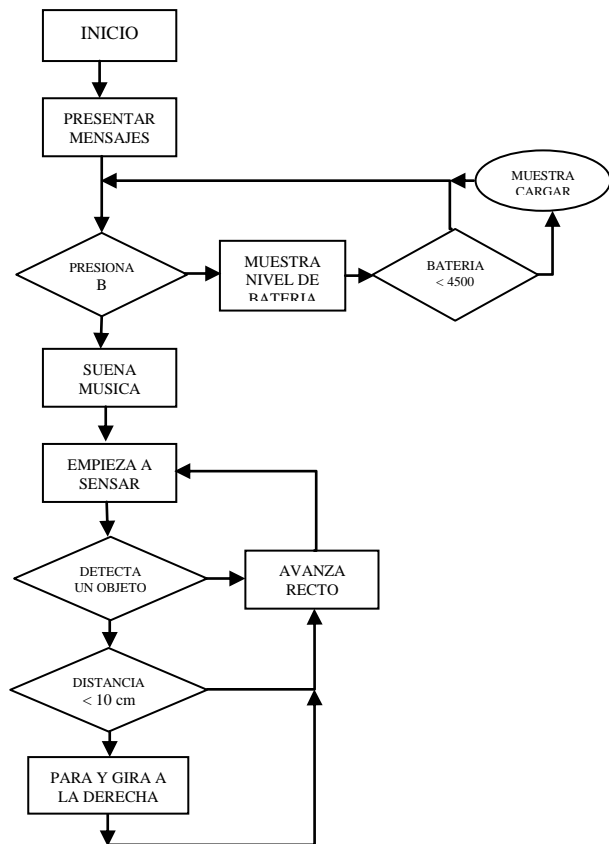 INICIO
PRESENTAR
MENSAJES
MUESTRA
CARGAR
PRESIONA
B
MUESTRA
NIVEL DE
BATERIA
BATERIA
< 4500
SUENA
MUSICA
EMPIEZA A
SENSAR
DETECTA
UN OBJETO
AVANZA
RECTO
DISTANCIA
< 10 cm
PARA Y GIRA A
LA DERECHA